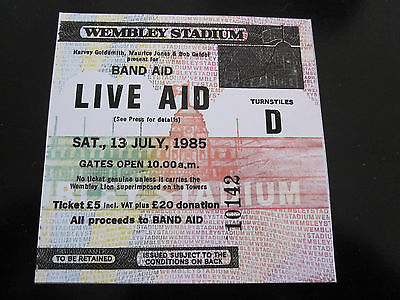 WEMBLEY STADIUM
Harvey Goldsmith, Maurice Jones & Bob Geldof
present for
BAND AID
LIVE AID
(See Press for details)
SAT., 13 JULY, 1985
GATES OPEN 10.00 a.m.
No ticket genuine unless it carries the
Wembley Lion superimposed on the Towers
Ticket £5 incl. VAT plus £20 donation
All proceeds to BAND AID
TURNSTILES
D
10142
STADIUM
TO BE RETAINED
ISSUED SUBJECT TO THE
CONDITIONS ON BACK